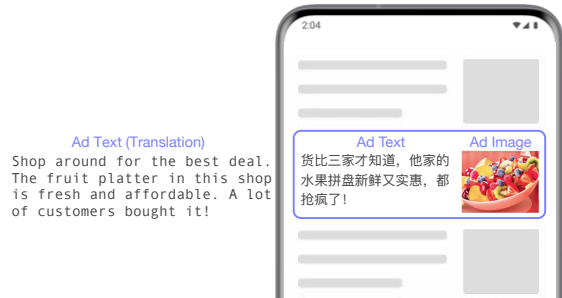 2:04
Ad Text (Translation)
Shop around for the best deal.
The fruit platter in this shop
is fresh and affordable. A lot
of customers bought it!
Ad Text
Ad Image
货比三家才知道，他家的
水果拼盘新鲜又实惠，都
抢疯了！